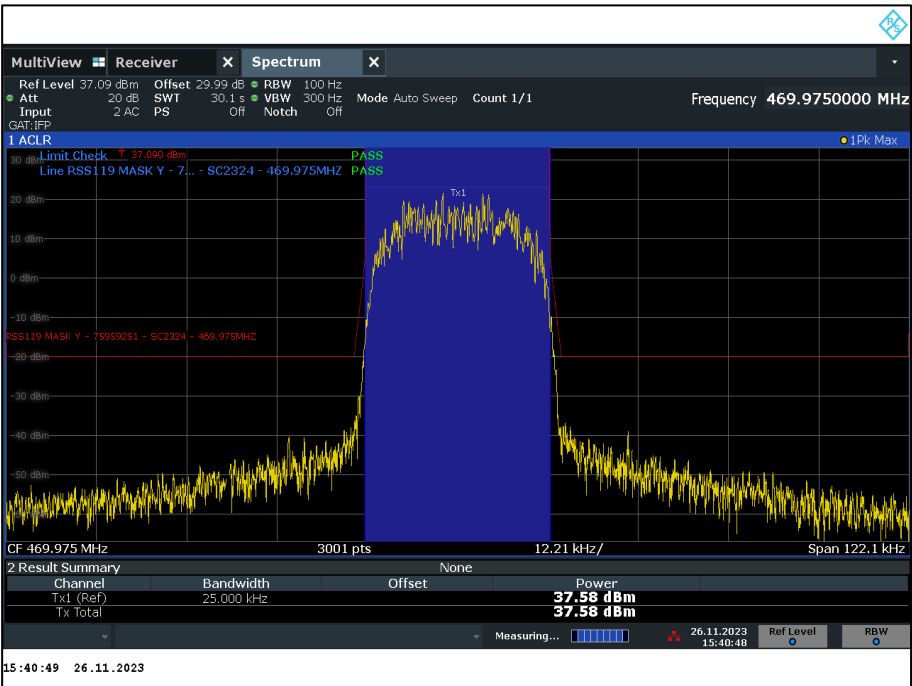 R&S
MultiView Receiver X Spectrum X
Ref Level 37.09 dBm Offset 29.99 dB RBW 100 Hz
Att 20 dB SWT 30.1 s VBW 300 Hz Mode Auto Sweep Count 1/1 Frequency 469.9750000 MHz
Input 2 AC PS Off Notch Off
GAT:IFP
1 ACLR 1Pk Max
30 dBm Limit Check 37.090 dBm PASS
Line RSS119 MASK Y - 7... - SC2324 - 469.975MHZ PASS
Tx1
20 dBm
10 dBm
0 dBm
-10 dBm
RSS119 MASK Y - 759592S1 - SC2324 - 469.975MHZ
-20 dBm
-30 dBm
-40 dBm
-50 dBm
CF 469.975 MHz 3001 pts 12.21 kHz/ Span 122.1 kHz
2 Result Summary None
Channel Bandwidth Offset Power
Tx1 (Ref) 25.000 kHz 37.58 dBm
Tx Total 37.58 dBm
Measuring... 26.11.2023 Ref Level RBW
15:40:48
15:40:49 26.11.2023